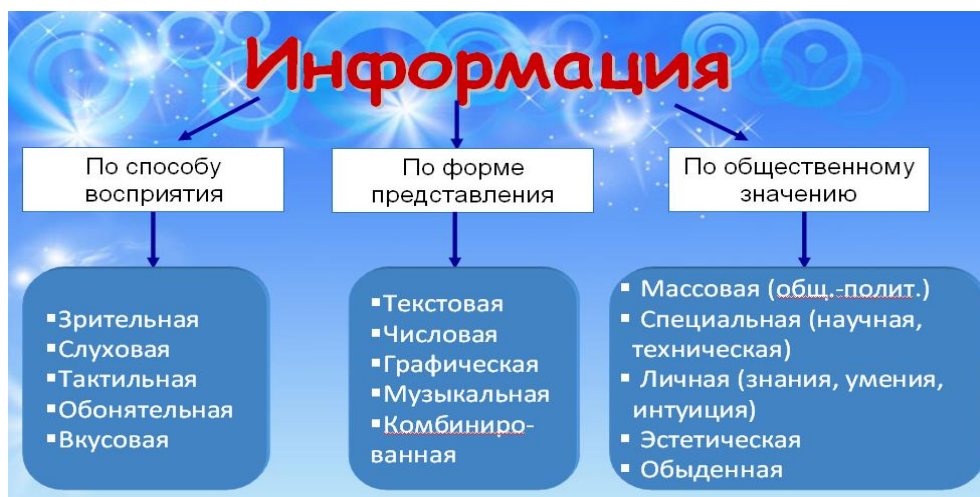 Информация
По способу
восприятия
По форме
представления
По общественному
значению
▪Зрительная
▪Слуховая
▪Тактильная
▪Обонятельная
▪Вкусовая
▪Текстовая
▪Числовая
▪Графическая
▪Музыкальная
▪Комбиниро-
ванная
▪ Массовая (общ.-полит.)
▪ Специальная (научная,
техническая)
▪ Личная (знания, умения,
интуиция)
▪ Эстетическая
▪ Обыденная